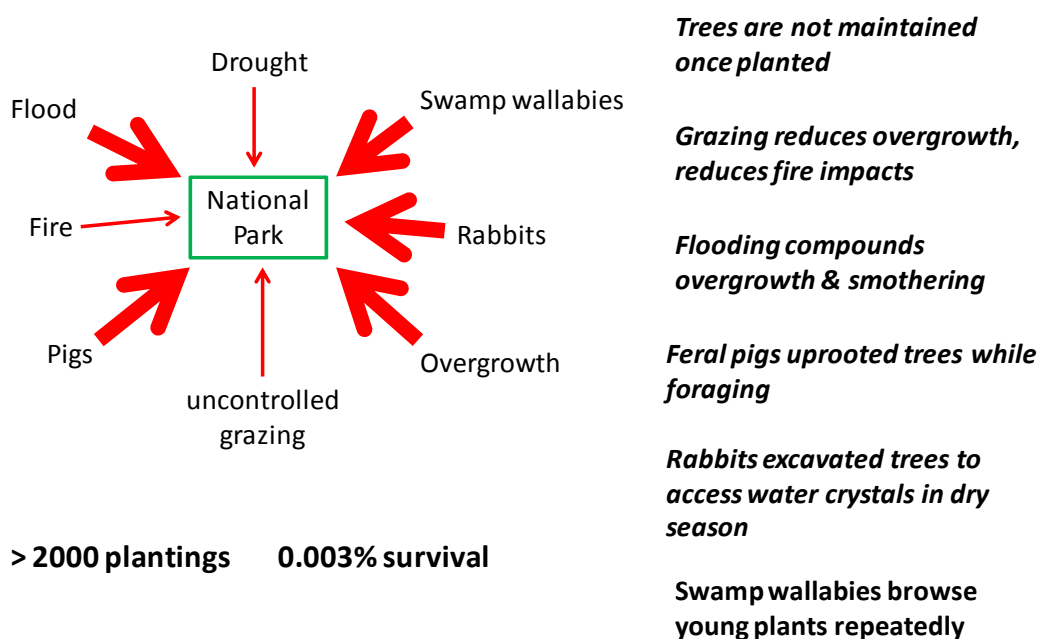 Drought
Flood
Swamp wallabies
National
Park
Fire
Rabbits
Pigs
Overgrowth
uncontrolled
grazing
> 2000 plantings 0.003% survival
Trees are not maintained
once planted
Grazing reduces overgrowth,
reduces fire impacts
Flooding compounds
overgrowth & smothering
Feral pigs uprooted trees while
foraging
Rabbits excavated trees to
access water crystals in dry
season
Swamp wallabies browse
young plants repeatedly